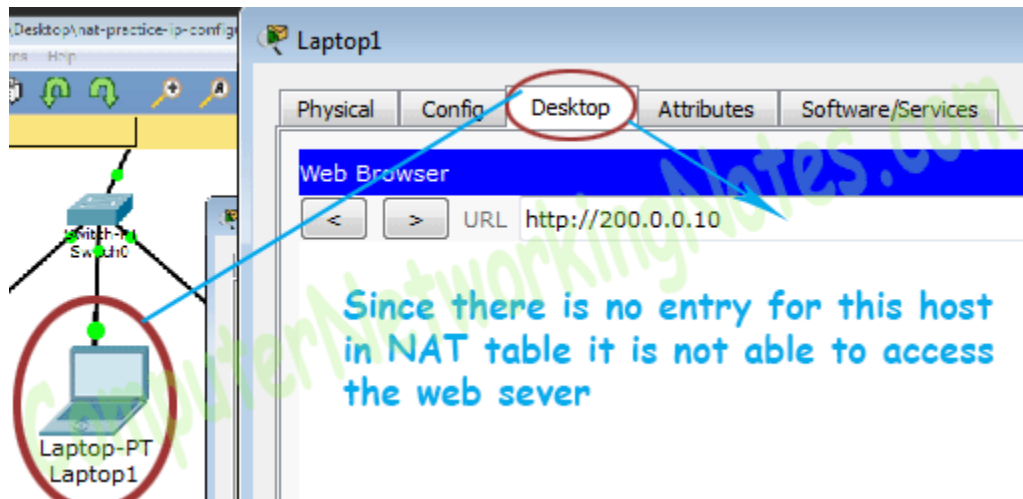 \Desktop\nat-practice-ip-config
Help
Laptop1
Physical Config Desktop Attributes Software/Services
Web Browser
< > URL http://200.0.0.10
Since there is no entry for this host
in NAT table it is not able to access
the web sever
Switch0
Laptop-PT
Laptop1
ComputerNetworkingNotes.com